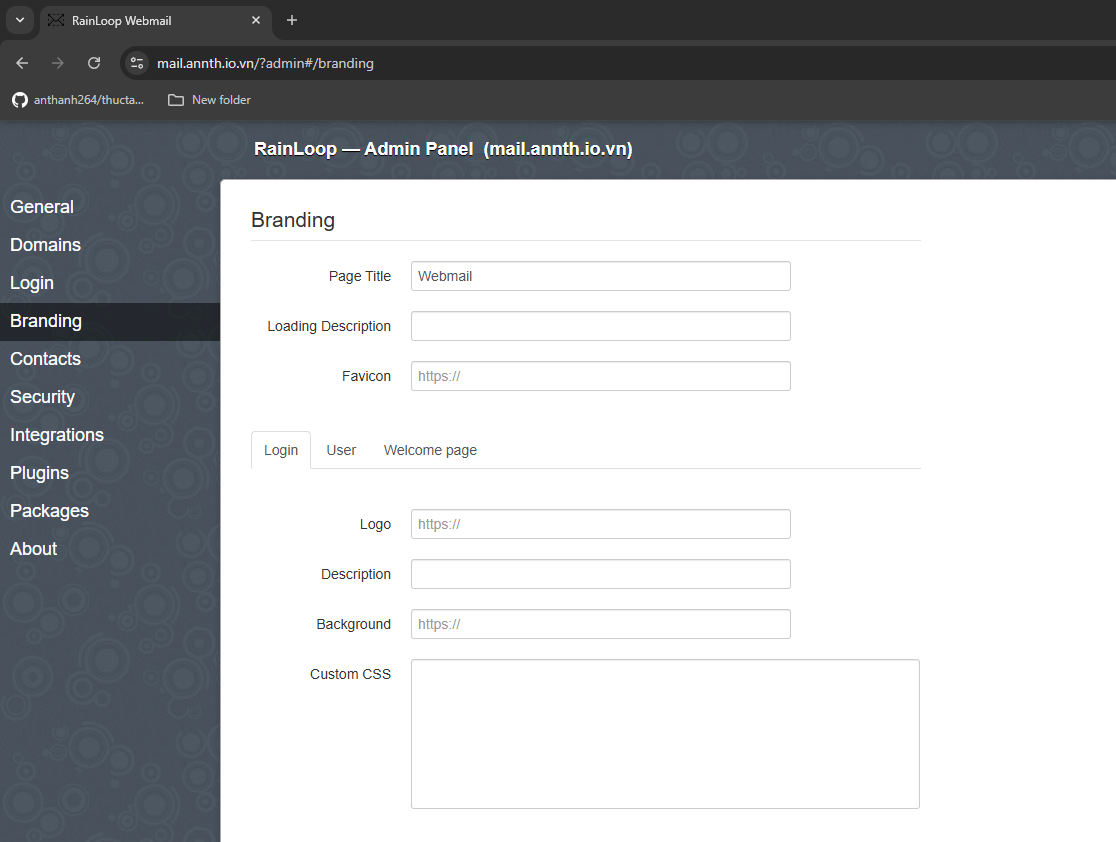 RainLoop Webmail
mail.annth.io.vn/?admin#/branding
anthanh264/thucta...
New folder
RainLoop — Admin Panel (mail.annth.io.vn)
General
Domains
Login
Branding
Contacts
Security
Integrations
Plugins
Packages
About
Branding
Page Title Webmail
Loading Description
Favicon https://
Login User Welcome page
Logo https://
Description
Background https://
Custom CSS